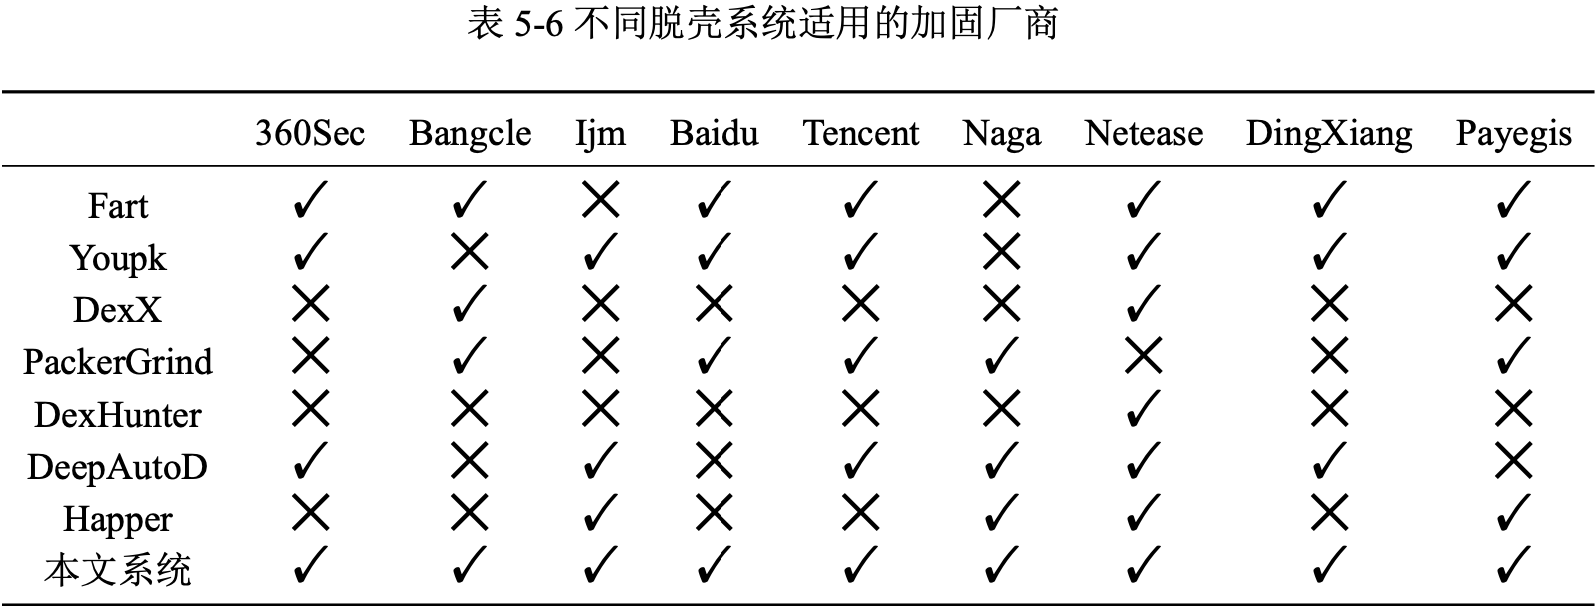 表 5-6 不同脱壳系统适用的加固厂商
360Sec Bangcle Ijm Baidu Tencent Naga Netease DingXiang Payegis
Fart ✓ ✓ ✕ ✓ ✓ ✕ ✓ ✓ ✓
Youpk ✓ ✕ ✓ ✓ ✓ ✕ ✓ ✓ ✓
DexX ✕ ✓ ✕ ✕ ✕ ✕ ✓ ✕ ✕
PackerGrind ✕ ✓ ✕ ✓ ✓ ✓ ✕ ✕ ✓
DexHunter ✕ ✕ ✕ ✕ ✕ ✕ ✓ ✕ ✕
DeepAutoD ✓ ✕ ✓ ✕ ✓ ✓ ✓ ✓ ✕
Happer ✕ ✕ ✓ ✕ ✕ ✓ ✓ ✕ ✓
本文系统 ✓ ✓ ✓ ✓ ✓ ✓ ✓ ✓ ✓